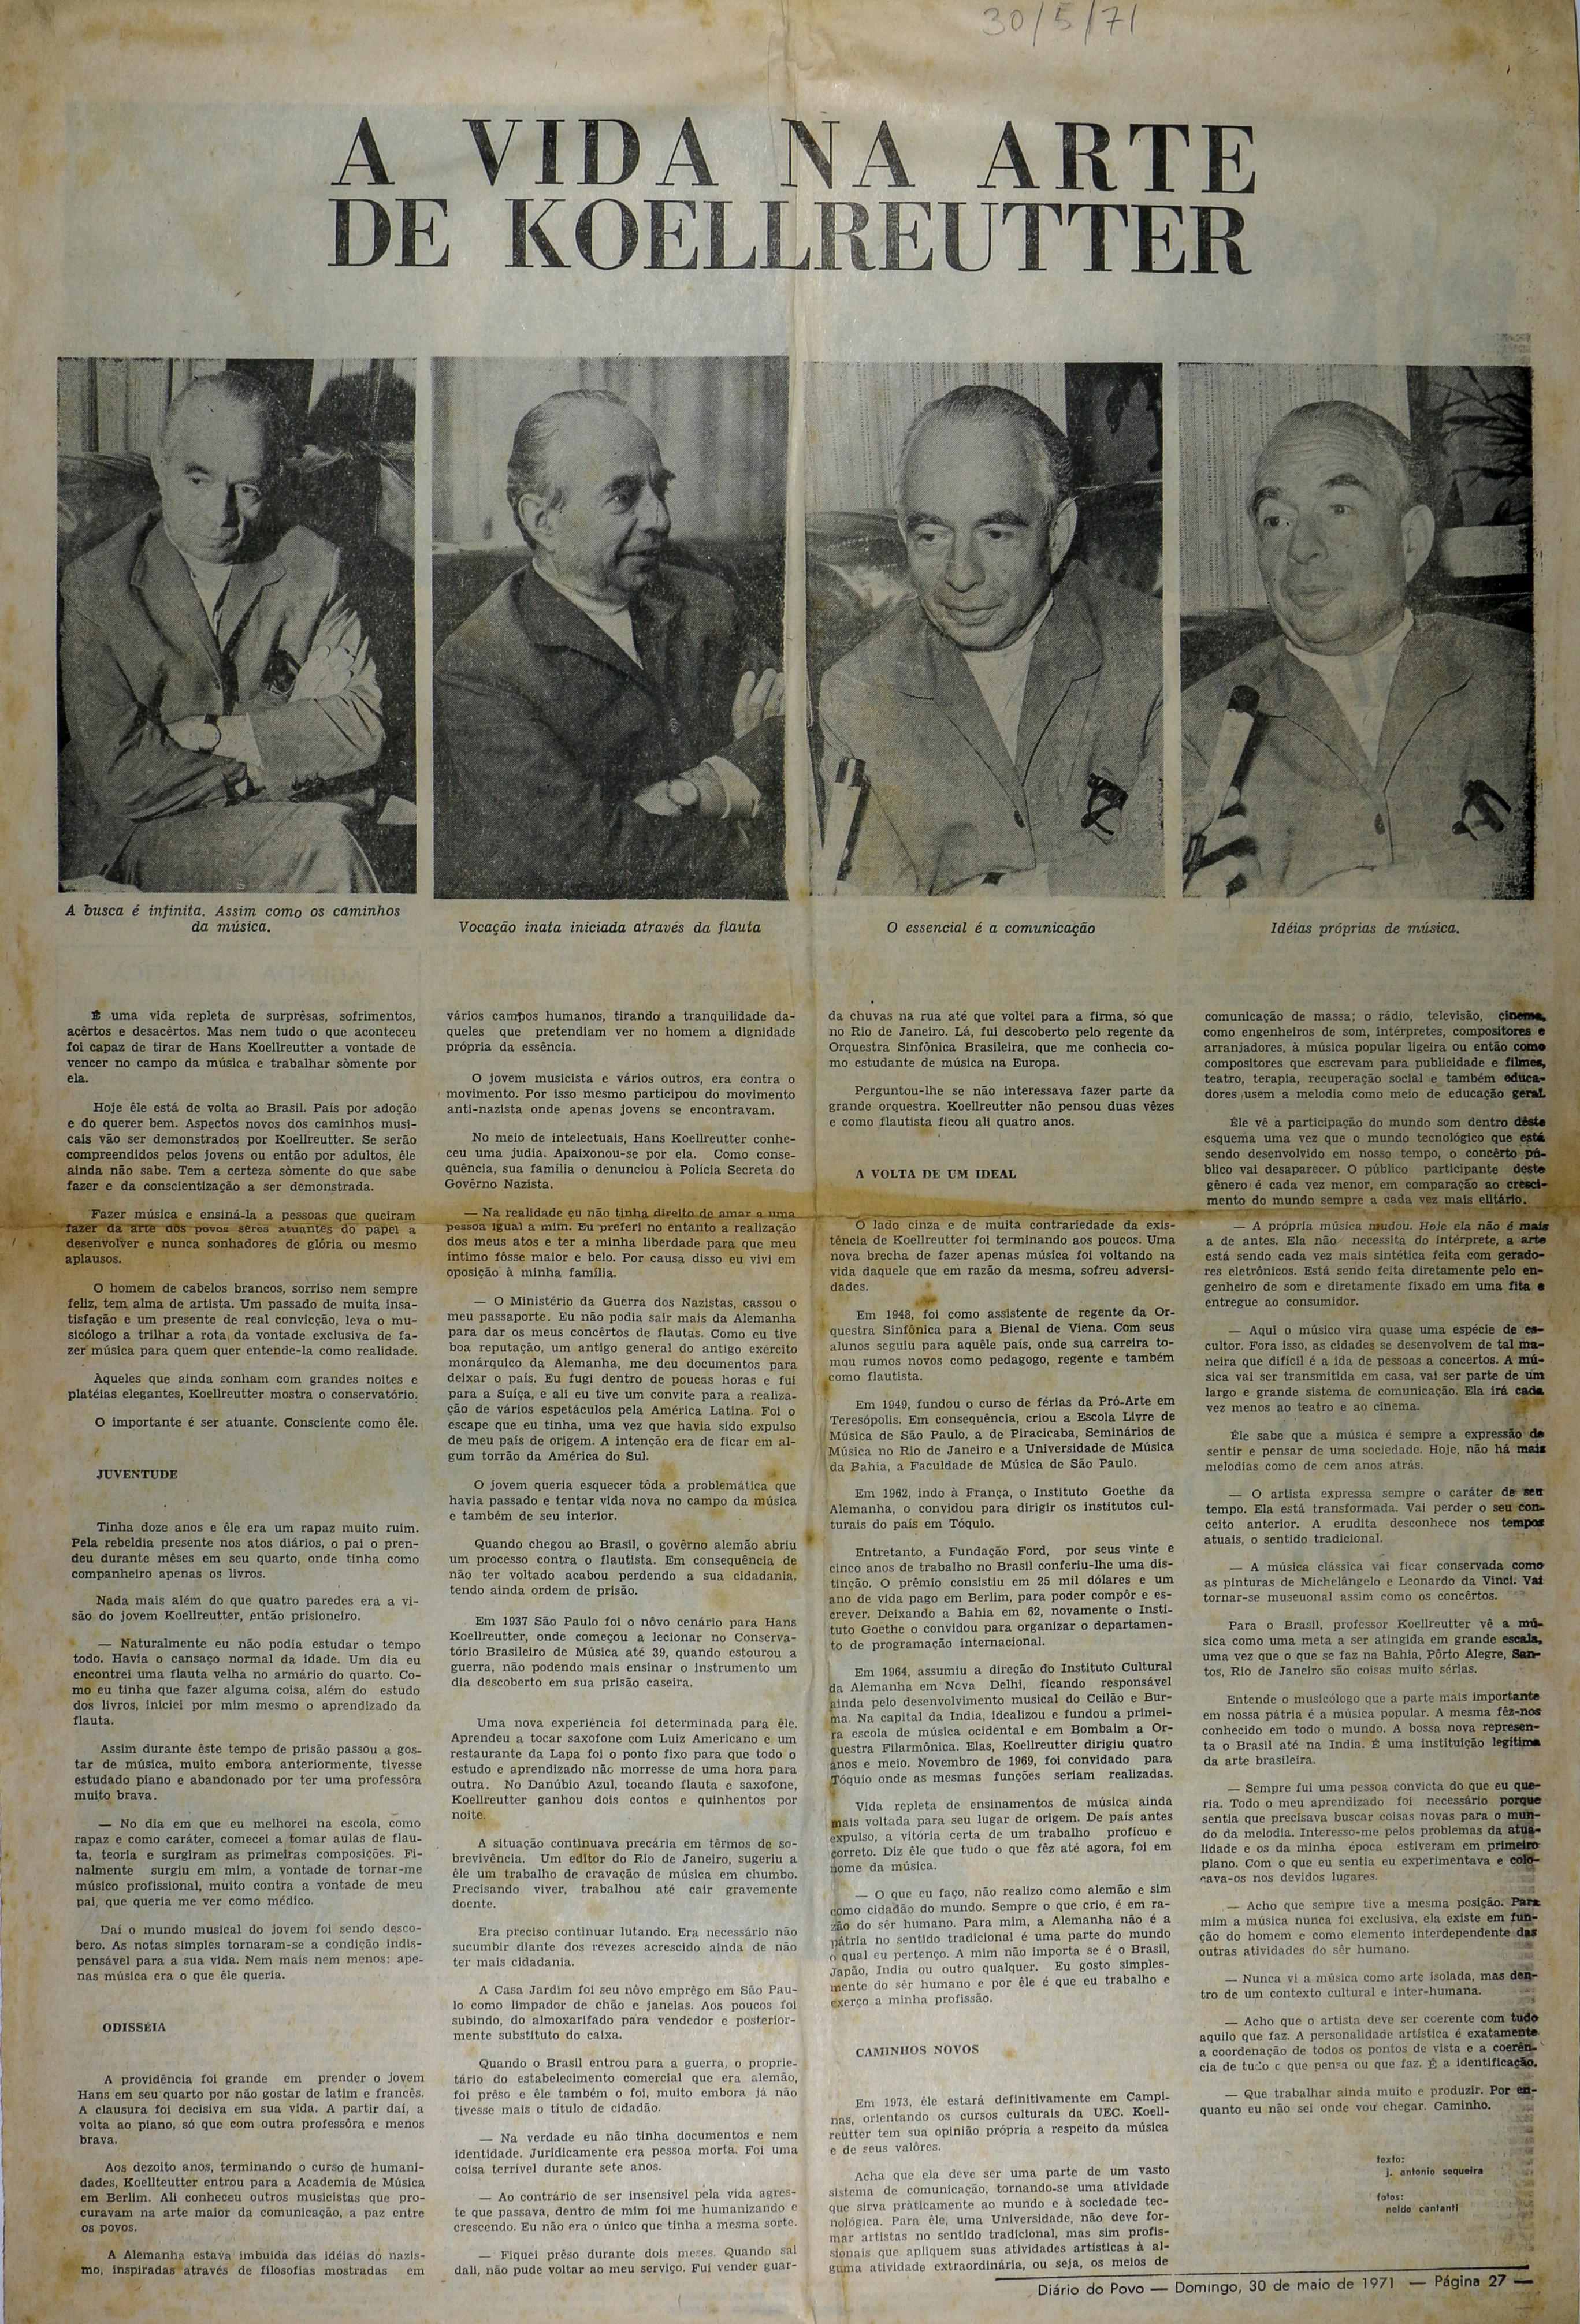 30/5/71
A VIDA NA ARTE
DE KOELLREUTTER
A busca é infinita. Assim como os caminhos
da música.
Vocação inata iniciada através da flauta
O essencial é a comunicação
Idéias próprias de música.
É uma vida repleta de surprêsas, sofrimentos,
acêrtos e desacêrtos. Mas nem tudo o que aconteceu
foi capaz de tirar de Hans Koellreutter a vontade de
vencer no campo da música e trabalhar sòmente por
ela.
Hoje êle está de volta ao Brasil. País por adoção
e do querer bem. Aspectos novos dos caminhos musi-
cais vão ser demonstrados por Koellreutter. Se serão
compreendidos pelos jovens ou então por adultos, êle
ainda não sabe. Tem a certeza sòmente do que sabe
fazer e da conscientização a ser demonstrada.
Fazer música e ensiná-la a pessoas que queiram
fazer da arte dos povos sêres atuantes do papel a
desenvolver e nunca sonhadores de glória ou mesmo
aplausos.
O homem de cabelos brancos, sorriso nem sempre
feliz, tem alma de artista. Um passado de muita insa-
tisfação e um presente de real convicção, leva o mu-
sicólogo a trilhar a rota da vontade exclusiva de fa-
zer música para quem quer entende-la como realidade.
Àqueles que ainda sonham com grandes noites e
platéias elegantes, Koellreutter mostra o conservatório.
O importante é ser atuante. Consciente como êle.
JUVENTUDE
Tinha doze anos e êle era um rapaz muito ruim.
Pela rebeldia presente nos atos diários, o pai o pren-
deu durante mêses em seu quarto, onde tinha como
companheiro apenas os livros.
Nada mais além do que quatro paredes era a vi-
são do jovem Koellreutter, então prisioneiro.
— Naturalmente eu não podia estudar o tempo
todo. Havia o cansaço normal da idade. Um dia eu
encontrei uma flauta velha no armário do quarto. Co-
mo eu tinha que fazer alguma coisa, além do estudo
dos livros, iniciei por mim mesmo o aprendizado da
flauta.
Assim durante êste tempo de prisão passou a gos-
tar de música, muito embora anteriormente, tivesse
estudado piano e abandonado por ter uma professôra
muito brava.
— No dia em que eu melhorei na escola, como
rapaz e como caráter, comecei a tomar aulas de flau-
ta, teoria e surgiram as primeiras composições. Fi-
nalmente surgiu em mim, a vontade de tornar-me
músico profissional, muito contra a vontade de meu
pai, que queria me ver como médico.
Daí o mundo musical do jovem foi sendo desco-
bero. As notas simples tornaram-se a condição indis-
pensável para a sua vida. Nem mais nem menos: ape-
nas música era o que êle queria.
ODISSÉIA
A providência foi grande em prender o jovem
Hans em seu quarto por não gostar de latim e francês.
A clausura foi decisiva em sua vida. A partir daí, a
volta ao piano, só que com outra professôra e menos
brava.
Aos dezoito anos, terminando o curso de humani-
dades, Koellteutter entrou para a Academia de Música
em Berlim. Ali conheceu outros musicistas que pro-
curavam na arte maior da comunicação, a paz entre
os povos.
A Alemanha estava imbuída das idéias do nazis-
mo, inspiradas através de filosofias mostradas em
vários campos humanos, tirando a tranquilidade da-
queles que pretendiam ver no homem a dignidade
própria da essência.
O jovem musicista e vários outros, era contra o
movimento. Por isso mesmo participou do movimento
anti-nazista onde apenas jovens se encontravam.
No meio de intelectuais, Hans Koellreutter conhe-
ceu uma judia. Apaixonou-se por ela. Como conse-
quência, sua família o denunciou à Polícia Secreta do
Govêrno Nazista.
— Na realidade eu não tinha direito de amar a uma
pessoa igual a mim. Eu preferi no entanto a realização
dos meus atos e ter a minha liberdade para que meu
íntimo fôsse maior e belo. Por causa disso eu vivi em
oposição à minha família.
— O Ministério da Guerra dos Nazistas, cassou o
meu passaporte. Eu não podia sair mais da Alemanha
para dar os meus concêrtos de flautas. Como eu tive
boa reputação, um antigo general do antigo exército
monárquico da Alemanha, me deu documentos para
deixar o país. Eu fugi dentro de poucas horas e fui
para a Suíça, e ali eu tive um convite para a realiza-
ção de vários espetáculos pela América Latina. Foi o
escape que eu tinha, uma vez que havia sido expulso
de meu país de origem. A intenção era de ficar em al-
gum torrão da América do Sul.
O jovem queria esquecer tôda a problemática que
havia passado e tentar vida nova no campo da música
e também de seu interior.
Quando chegou ao Brasil, o govêrno alemão abriu
um processo contra o flautista. Em consequência de
não ter voltado acabou perdendo a sua cidadania,
tendo ainda ordem de prisão.
Em 1937 São Paulo foi o nôvo cenário para Hans
Koellreutter, onde começou a lecionar no Conserva-
tório Brasileiro de Música até 39, quando estourou a
guerra, não podendo mais ensinar o instrumento um
dia descoberto em sua prisão caseira.
Uma nova experiência foi determinada para êle.
Aprendeu a tocar saxofone com Luiz Americano e um
restaurante da Lapa foi o ponto fixo para que todo o
estudo e aprendizado não morresse de uma hora para
outra. No Danúbio Azul, tocando flauta e saxofone,
Koellreutter ganhou dois contos e quinhentos por
noite.
A situação continuava precária em têrmos de so-
brevivência. Um editor do Rio de Janeiro, sugeriu a
êle um trabalho de cravação de música em chumbo.
Precisando viver, trabalhou até cair gravemente
doente.
Era preciso continuar lutando. Era necessário não
sucumbir diante dos revezes acrescido ainda de não
ter mais cidadania.
A Casa Jardim foi seu nôvo emprêgo em São Pau-
lo como limpador de chão e janelas. Aos poucos foi
subindo, do almoxarifado para vendedor e posterior-
mente substituto do caixa.
Quando o Brasil entrou para a guerra, o proprie-
tário do estabelecimento comercial que era alemão,
foi prêso e êle também o foi, muito embora já não
tivesse mais o título de cidadão.
— Na verdade eu não tinha documentos e nem
identidade. Juridicamente era pessoa morta. Foi uma
coisa terrível durante sete anos.
— Ao contrário de ser insensível pela vida agres-
te que passava, dentro de mim foi me humanizando e
crescendo. Eu não era o único que tinha a mesma sorte.
— Fiquei prêso durante dois meses. Quando saí
dali, não pude voltar ao meu serviço. Fui vender guar-
da chuvas na rua até que voltei para a firma, só que
no Rio de Janeiro. Lá, fui descoberto pelo regente da
Orquestra Sinfônica Brasileira, que me conhecia co-
mo estudante de música na Europa.
Perguntou-lhe se não interessava fazer parte da
grande orquestra. Koellreutter não pensou duas vêzes
e como flautista ficou ali quatro anos.
A VOLTA DE UM IDEAL
O lado cinza e de muita contrariedade da exis-
tência de Koellreutter foi terminando aos poucos. Uma
nova brecha de fazer apenas música foi voltando na
vida daquele que em razão da mesma, sofreu adversi-
dades.
Em 1948, foi como assistente de regente da Or-
questra Sinfônica para a Bienal de Viena. Com seus
alunos seguiu para aquêle país, onde sua carreira to-
mou rumos novos como pedagogo, regente e também
como flautista.
Em 1949, fundou o curso de férias da Pró-Arte em
Teresópolis. Em consequência, criou a Escola Livre de
Música de São Paulo, a de Piracicaba, Seminários de
Música no Rio de Janeiro e a Universidade de Música
da Bahia, a Faculdade de Música de São Paulo.
Em 1962, indo à França, o Instituto Goethe da
Alemanha, o convidou para dirigir os institutos cul-
turais do país em Tóquio.
Entretanto, a Fundação Ford, por seus vinte e
cinco anos de trabalho no Brasil conferiu-lhe uma dis-
tinção. O prêmio consistiu em 25 mil dólares e um
ano de vida pago em Berlim, para poder compôr e es-
crever. Deixando a Bahia em 62, novamente o Insti-
tuto Goethe o convidou para organizar o departamen-
to de programação internacional.
Em 1964, assumiu a direção do Instituto Cultural
da Alemanha em Nova Delhi, ficando responsável
ainda pelo desenvolvimento musical do Ceilão e Bur-
ma. Na capital da India, idealizou e fundou a primei-
ra escola de música ocidental e em Bombaim a Or-
questra Filarmônica. Elas, Koellreutter dirigiu quatro
anos e meio. Novembro de 1969, foi convidado para
Tóquio onde as mesmas funções seriam realizadas.
Vida repleta de ensinamentos de música ainda
mais voltada para seu lugar de origem. De país antes
expulso, a vitória certa de um trabalho profícuo e
correto. Diz êle que tudo o que fêz até agora, foi em
nome da música.
— O que eu faço, não realizo como alemão e sim
como cidadão do mundo. Sempre o que crio, é em ra-
zão do sêr humano. Para mim, a Alemanha não é a
pátria no sentido tradicional é uma parte do mundo
o qual eu pertenço. A mim não importa se é o Brasil,
Japão, India ou outro qualquer. Eu gosto simples-
mente do sêr humano e por êle é que eu trabalho e
exerço a minha profissão.
CAMINHOS NOVOS
Em 1973, êle estará definitivamente em Campi-
nas, orientando os cursos culturais da UEC. Koell-
reutter tem sua opinião própria a respeito da música
e de seus valôres.
Acha que ela deve ser uma parte de um vasto
sistema de comunicação, tornando-se uma atividade
que sirva pràticamente ao mundo e à sociedade tec-
nológica. Para êle, uma Universidade, não deve for-
mar artistas no sentido tradicional, mas sim profis-
sionais que apliquem suas atividades artísticas à al-
guma atividade extraordinária, ou seja, os meios de
comunicação de massa; o rádio, televisão, cinema,
como engenheiros de som, intérpretes, compositores e
arranjadores, à música popular ligeira ou então como
compositores que escrevam para publicidade e filmes,
teatro, terapia, recuperação social e também educa-
dores usem a melodia como meio de educação geral.
Êle vê a participação do mundo som dentro dêste
esquema uma vez que o mundo tecnológico que está
sendo desenvolvido em nosso tempo, o concêrto pú-
blico vai desaparecer. O público participante deste
gênero é cada vez menor, em comparação ao cresci-
mento do mundo sempre a cada vez mais elitário.
— A própria música mudou. Hoje ela não é mais
a de antes. Ela não necessita do intérprete, a arte
está sendo cada vez mais sintética feita com gerado-
res eletrônicos. Está sendo feita diretamente pelo en-
genheiro de som e diretamente fixado em uma fita e
entregue ao consumidor.
— Aqui o músico vira quase uma espécie de es-
cultor. Fora isso, as cidades se desenvolvem de tal ma-
neira que difícil é a ida de pessoas a concertos. A mú-
sica vai ser transmitida em casa, vai ser parte de um
largo e grande sistema de comunicação. Ela irá cada
vez menos ao teatro e ao cinema.
Êle sabe que a música é sempre a expressão de
sentir e pensar de uma sociedade. Hoje, não há mais
melodias como de cem anos atrás.
— O artista expressa sempre o caráter de seu
tempo. Ela está transformada. Vai perder o seu con-
ceito anterior. A erudita desconhece nos tempos
atuais, o sentido tradicional.
— A música clássica vai ficar conservada como
as pinturas de Michelângelo e Leonardo da Vinci. Vai
tornar-se museuonal assim como os concêrtos.
Para o Brasil, professor Koellreutter vê a mú-
sica como uma meta a ser atingida em grande escala,
uma vez que o que se faz na Bahia, Pôrto Alegre, San-
tos, Rio de Janeiro são coisas muito sérias.
Entende o musicólogo que a parte mais importante
em nossa pátria é a música popular. A mesma fêz-nos
conhecido em todo o mundo. A bossa nova represen-
ta o Brasil até na India. É uma instituição legítima
da arte brasileira.
— Sempre fui uma pessoa convicta do que eu que-
ria. Todo o meu aprendizado foi necessário porque
sentia que precisava buscar coisas novas para o mun-
do da melodia. Interesso-me pelos problemas da atua-
lidade e os da minha época estiveram em primeiro
plano. Com o que eu sentia eu experimentava e colo-
cava-os nos devidos lugares.
— Acho que sempre tive a mesma posição. Para
mim a música nunca foi exclusiva, ela existe em fun-
ção do homem e como elemento interdependente das
outras atividades do sêr humano.
— Nunca vi a música como arte isolada, mas den-
tro de um contexto cultural e inter-humana.
— Acho que o artista deve ser coerente com tudo
aquilo que faz. A personalidade artística é exatamente
a coordenação de todos os pontos de vista e a coerên-
cia de tudo e que pensa ou que faz. É a identificação.
— Que trabalhar ainda muito e produzir. Por en-
quanto eu não sei onde vou chegar. Caminho.
texto:
j. antonio sequeira
fotos:
neldo cantanti
Diário do Povo — Domingo, 30 de maio de 1971 — Página 27 —